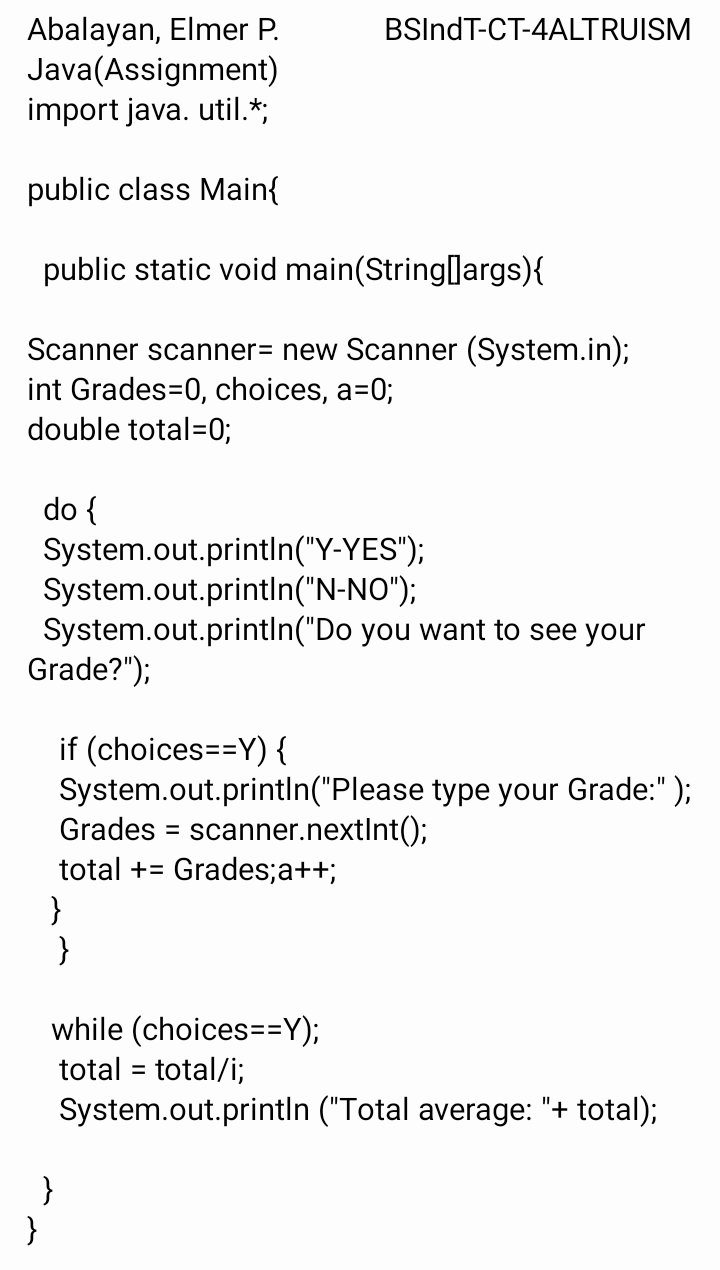 Abalayan, Elmer P. BSIndT-CT-4ALTRUISM
Java(Assignment)
import java. util.*;
public class Main{
public static void main(String[]args){
Scanner scanner= new Scanner (System.in);
int Grades=0, choices, a=0;
double total=0;
do {
System.out.println("Y-YES");
System.out.println("N-NO");
System.out.println("Do you want to see your
Grade?");
if (choices==Y) {
System.out.println("Please type your Grade:" );
Grades = scanner.nextInt();
total += Grades;a++;
}
}
while (choices==Y);
total = total/i;
System.out.println ("Total average: "+ total);
}
}